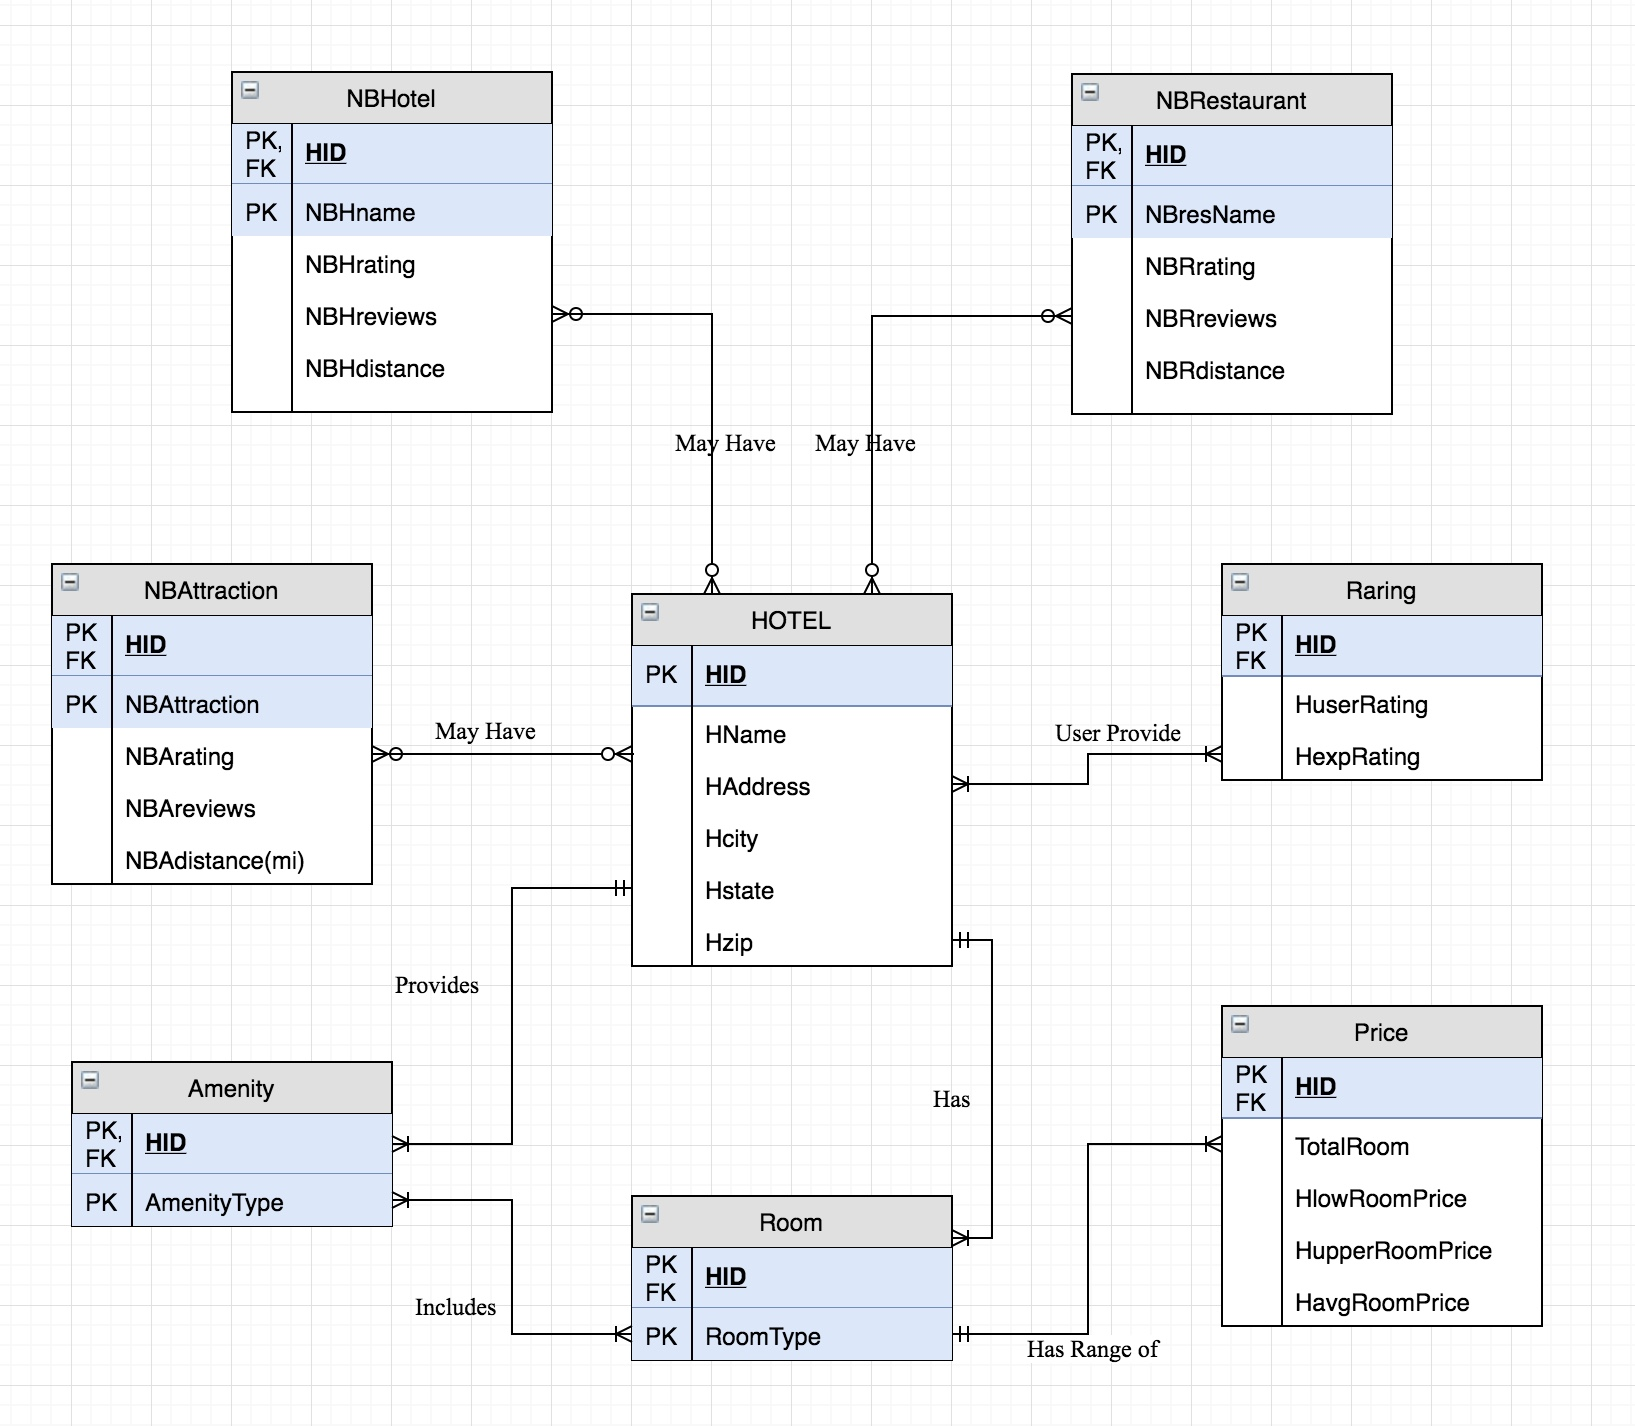 NBHotel
PK,
FK
HID
PK
NBHname
NBHrating
NBHreviews
NBHdistance
NBRestaurant
PK,
FK
HID
PK
NBresName
NBRrating
NBRreviews
NBRdistance
May Have
May Have
NBAttraction
PK
FK
HID
PK
NBAttraction
NBArating
NBAreviews
NBAdistance(mi)
May Have
HOTEL
PK
HID
HName
HAddress
Hcity
Hstate
Hzip
User Provide
Raring
PK
FK
HID
HuserRating
HexpRating
Provides
Has
Amenity
PK,
FK
HID
PK
AmenityType
Includes
Room
PK
FK
HID
PK
RoomType
Has Range of
Price
PK
FK
HID
TotalRoom
HlowRoomPrice
HupperRoomPrice
HavgRoomPrice